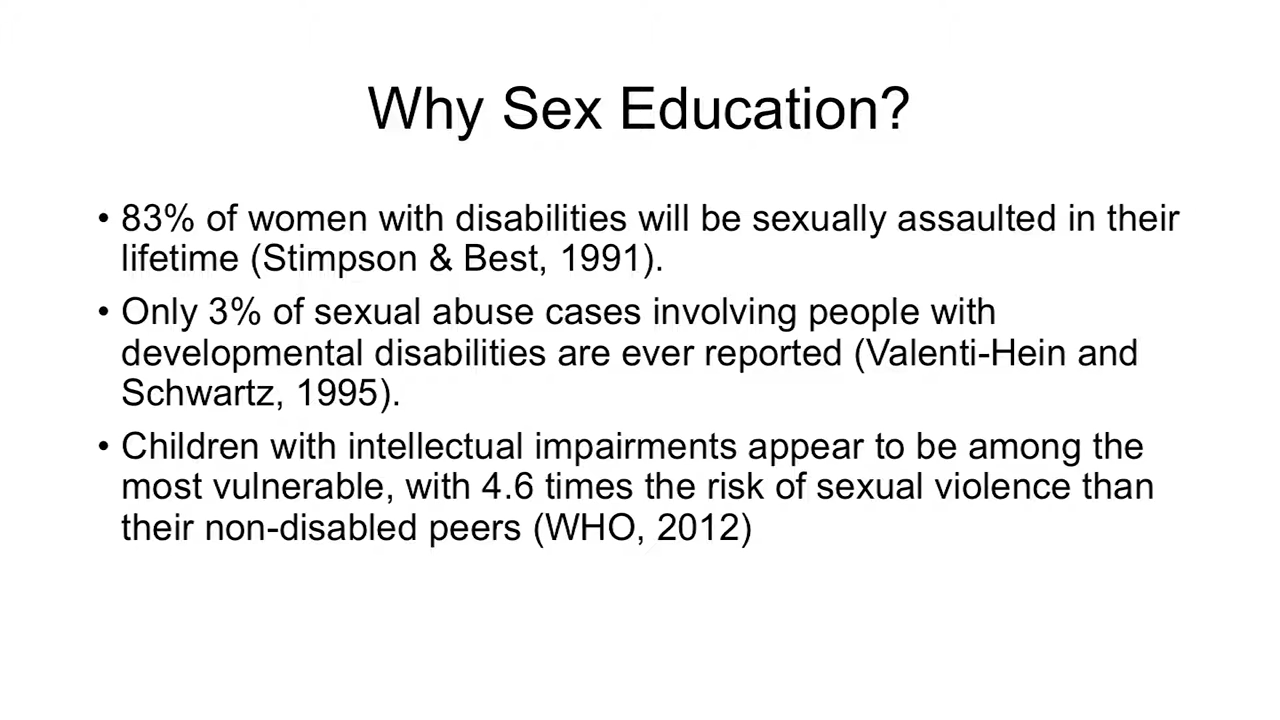 Why Sex Education?
• 83% of women with disabilities will be sexually assaulted in their
lifetime (Stimpson & Best, 1991).
• Only 3% of sexual abuse cases involving people with
developmental disabilities are ever reported (Valenti-Hein and
Schwartz, 1995).
• Children with intellectual impairments appear to be among the
most vulnerable, with 4.6 times the risk of sexual violence than
their non-disabled peers (WHO, 2012)